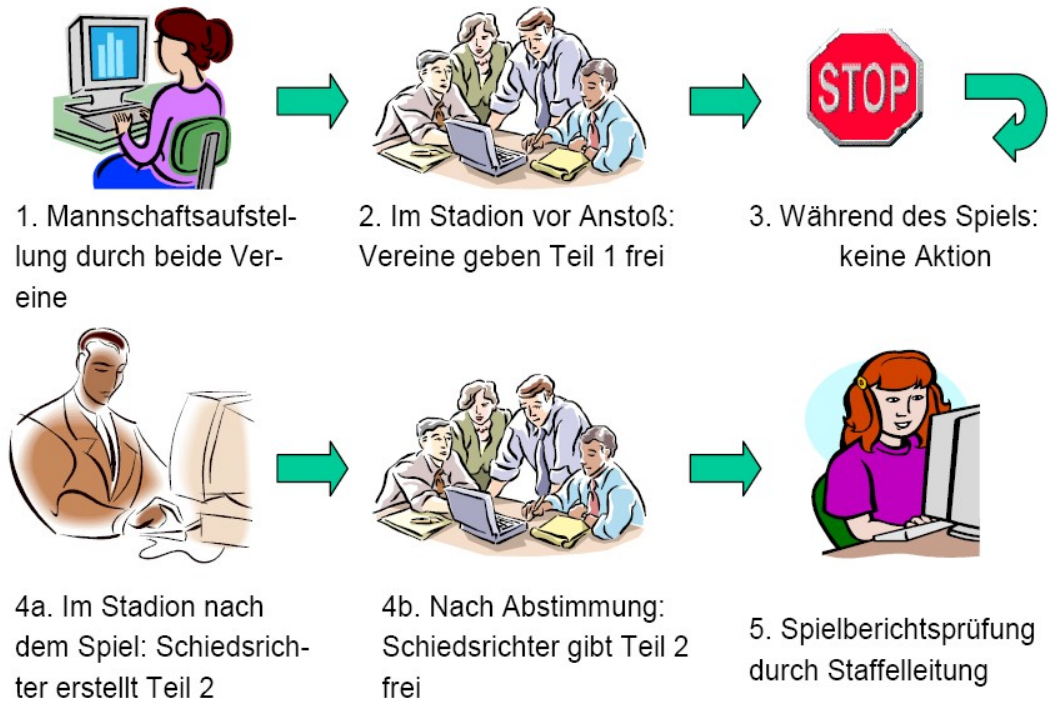 STOP
1. Mannschaftsaufstel-
lung durch beide Ver-
eine
2. Im Stadion vor Anstoß:
Vereine geben Teil 1 frei
3. Während des Spiels:
keine Aktion
4a. Im Stadion nach
dem Spiel: Schiedsrich-
ter erstellt Teil 2
4b. Nach Abstimmung:
Schiedsrichter gibt Teil 2
frei
5. Spielberichtsprüfung
durch Staffelleitung